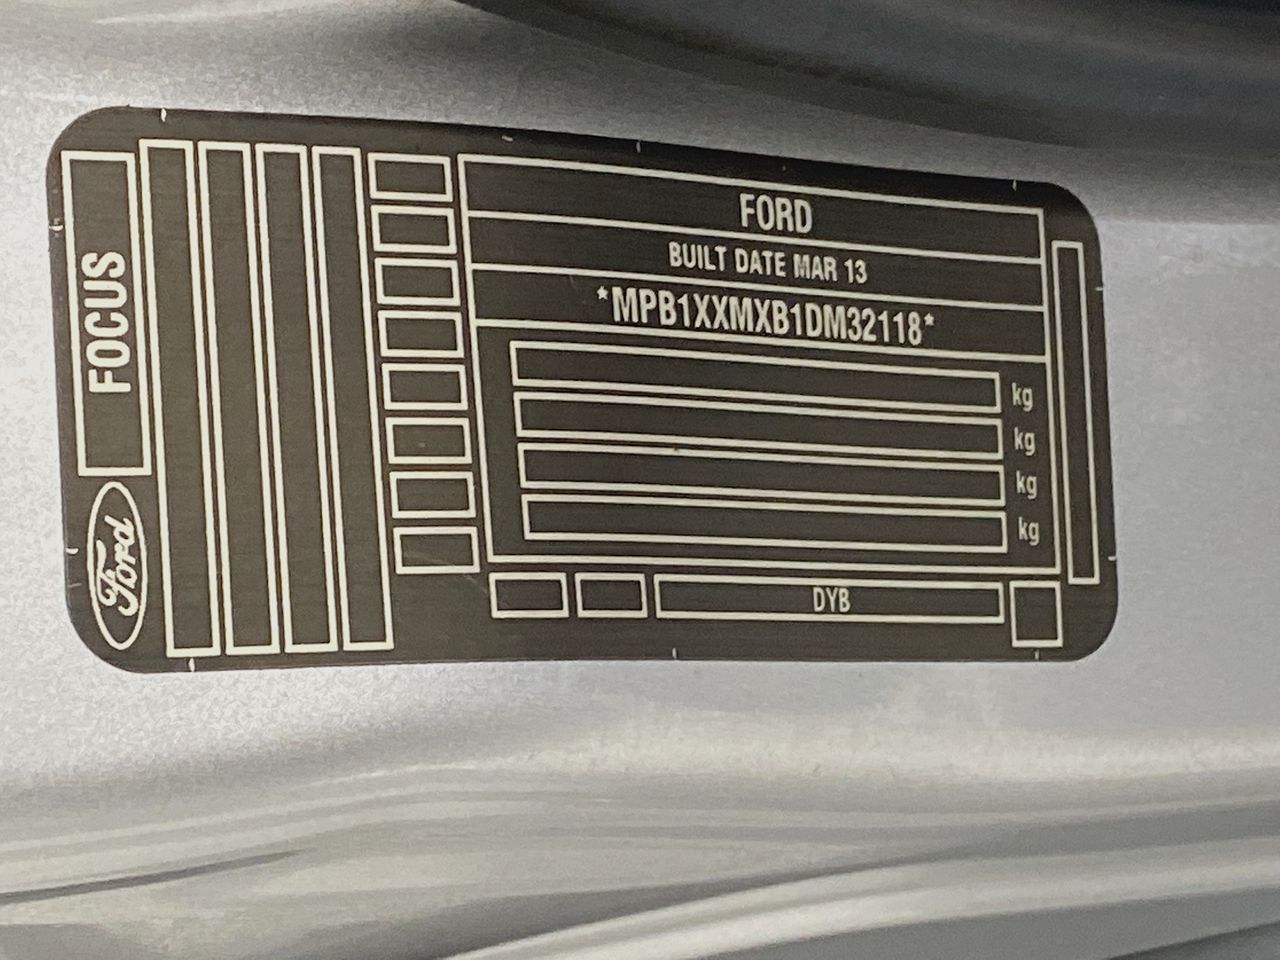 FORD
BUILT DATE MAR 13
*MPB1XXMXB1DM32118*
kg
kg
kg
kg
DYB
FOCUS
Ford